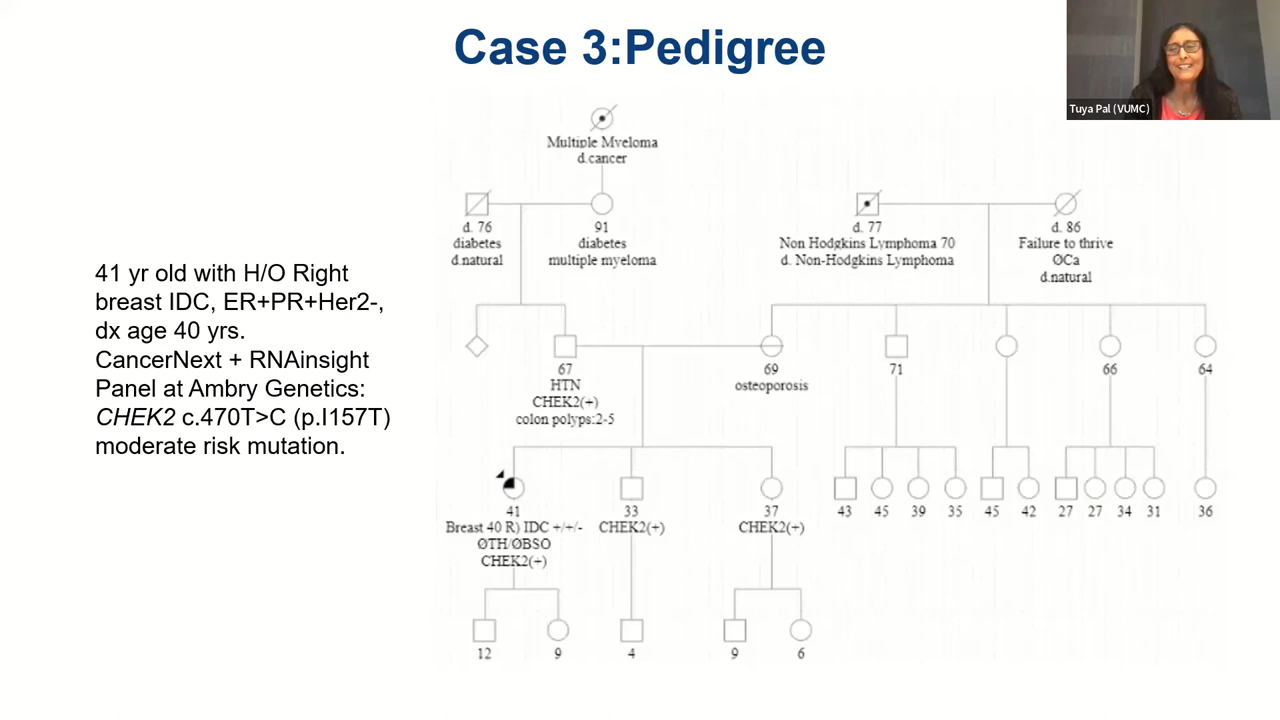 Case 3:Pedigree
Tuya Pal (VUMC)
41 yr old with H/O Right
breast IDC, ER+PR+Her2-,
dx age 40 yrs.
CancerNext + RNAinsight
Panel at Ambry Genetics:
CHEK2 c.470T>C (p.I157T)
moderate risk mutation.
Multiple Myeloma
d.cancer
d. 76
diabetes
d.natural
91
diabetes
multiple myeloma
d. 77
Non Hodgkins Lymphoma 70
d. Non-Hodgkins Lymphoma
d. 86
Failure to thrive
ØCa
d.natural
67
HTN
CHEK2(+)
colon polyps:2-5
69
osteoporosis
71
66
64
41
Breast 40 R) IDC +/+/-
ØTH/ØBSO
CHEK2(+)
33
CHEK2(+)
37
CHEK2(+)
43
45
39
35
45
42
27
27
34
31
36
12
9
4
9
6